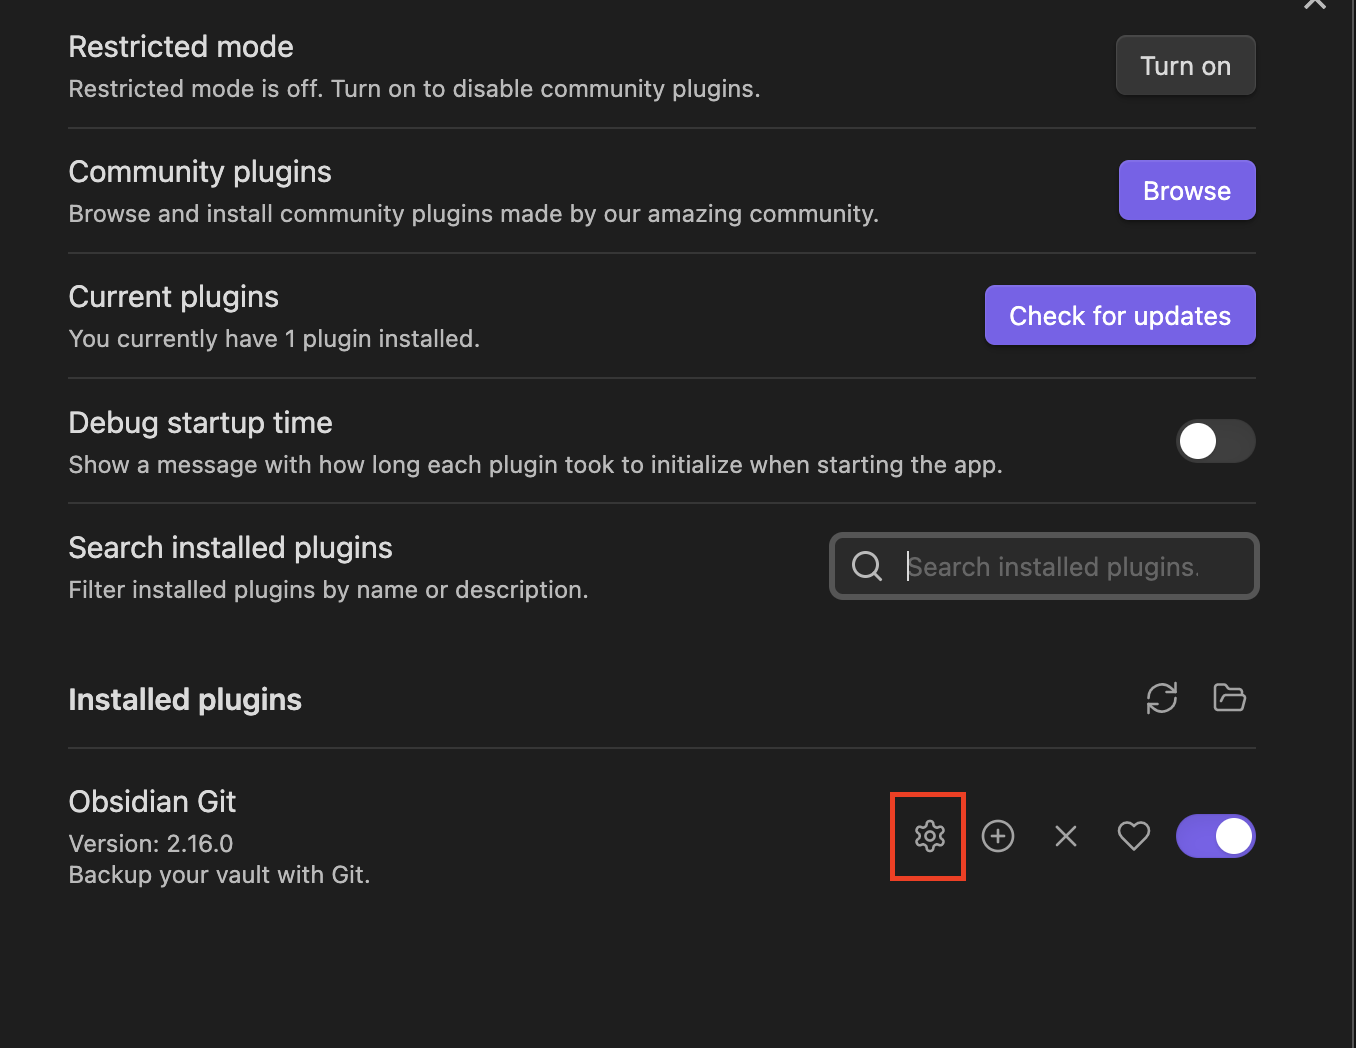 Restricted mode
Restricted mode is off. Turn on to disable community plugins.
Turn on
Community plugins
Browse and install community plugins made by our amazing community.
Browse
Current plugins
You currently have 1 plugin installed.
Check for updates
Debug startup time
Show a message with how long each plugin took to initialize when starting the app.
Search installed plugins
Filter installed plugins by name or description.
Search installed plugins.
Installed plugins
Obsidian Git
Version: 2.16.0
Backup your vault with Git.